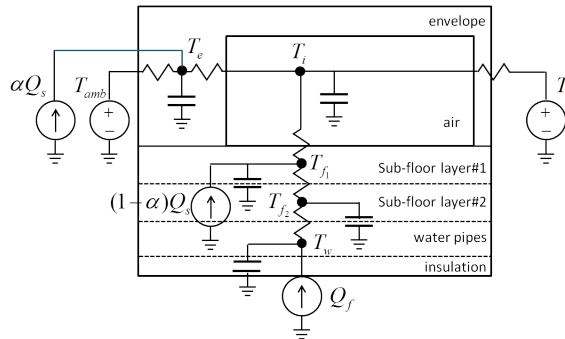 envelope
T_e
T_i
αQ_s
T_amb
T
+
−
+
−
air
T_f1
Sub-floor layer#1
(1−α)Q_s
T_f2
Sub-floor layer#2
T_w
water pipes
insulation
Q_f